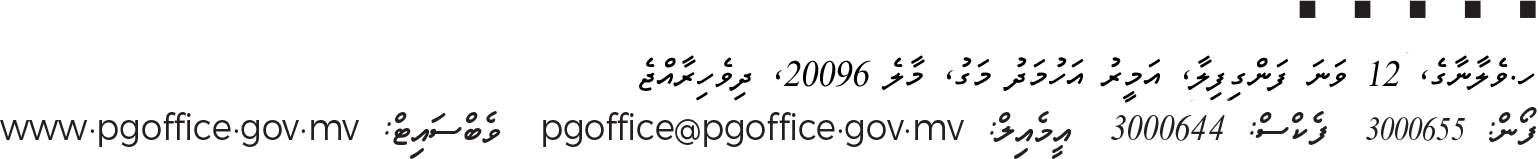 ހ.ވެލާނާގެ، 12 ވަނަ ފަންގިފިލާ، އަމީރު އަހުމަދު މަގު، މާލެ 20096، ދިވެހިރާއްޖެ
ފޯން: 3000655 ފެކްސް: 3000644 އީމެއިލް: pgoffice@pgoffice.gov.mv ވެބްސައިޓް: www.pgoffice.gov.mv